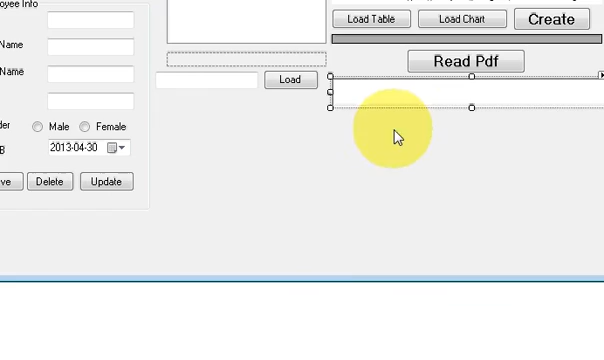 oyee Info
Load Table
Load Chart
Create
Name
Read Pdf
Name
Load
der
Male
Female
B
2013-04-30
ve
Delete
Update